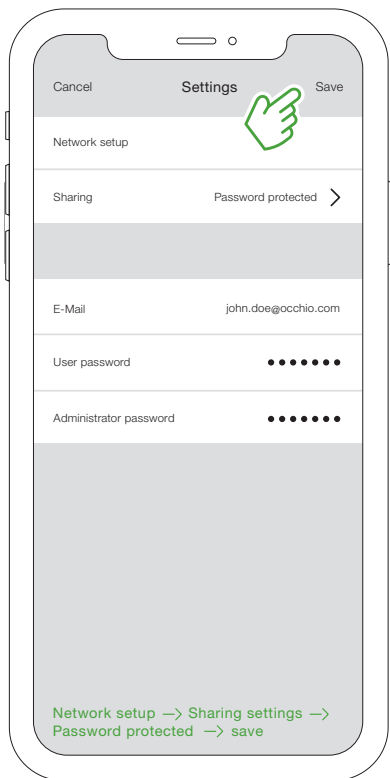 Cancel Settings Save
Network setup
Sharing Password protected
E-Mail john.doe@occhio.com
User password •••••••
Administrator password •••••••
Network setup —> Sharing settings —>
Password protected —> save